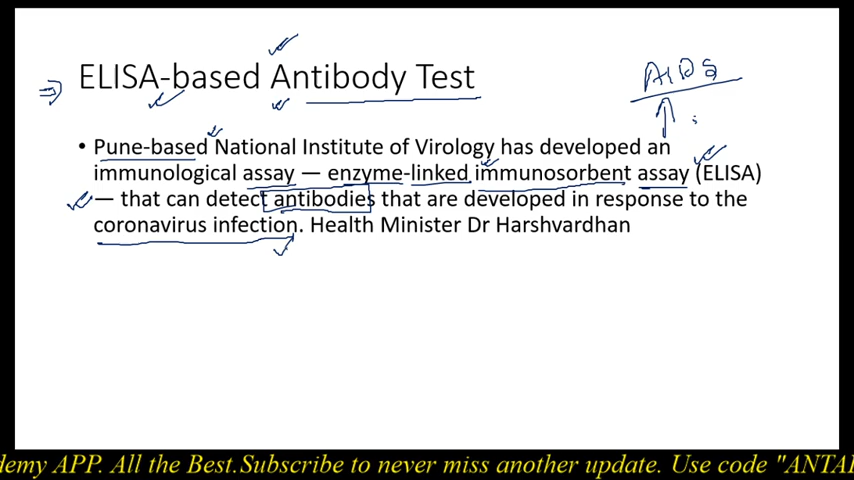 ELISA-based Antibody Test
AIDS
• Pune-based National Institute of Virology has developed an
immunological assay — enzyme-linked immunosorbent assay (ELISA)
— that can detect antibodies that are developed in response to the
coronavirus infection. Health Minister Dr Harshvardhan
demy APP. All the Best.Subscribe to never miss another update. Use code "ANTAI